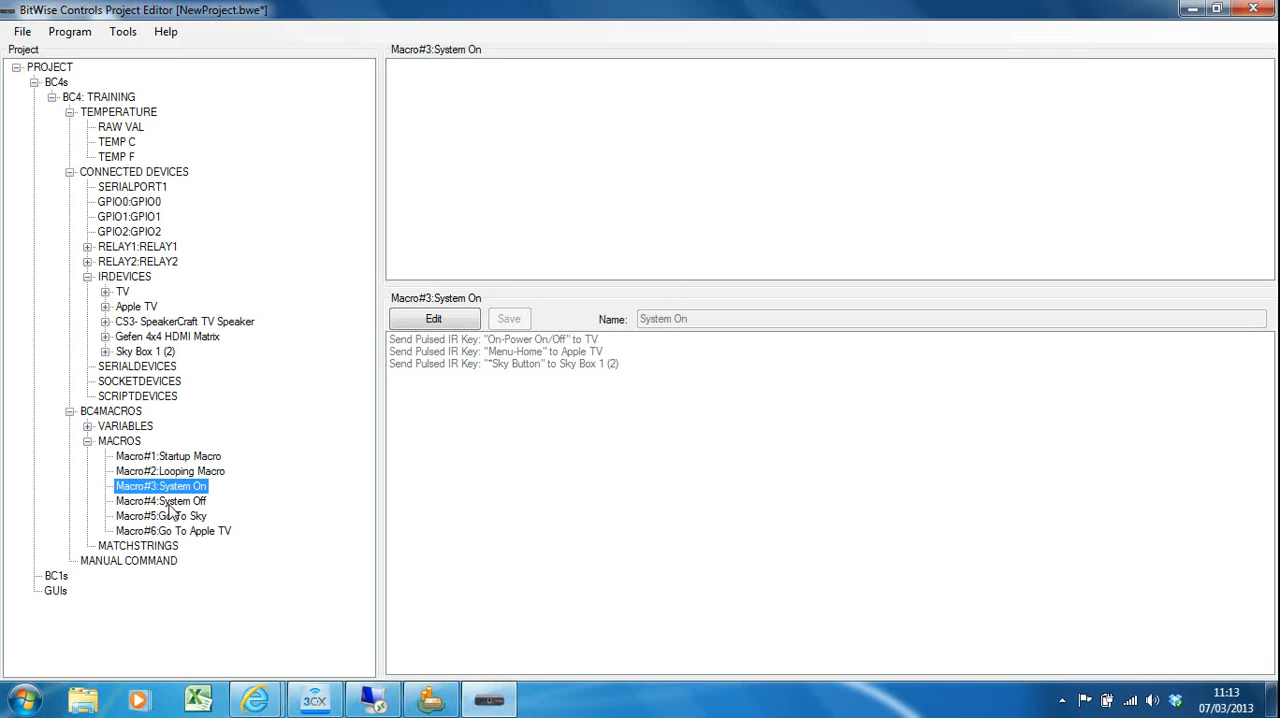 BitWise Controls Project Editor [NewProject.bwe*]
File Program Tools Help
Project
PROJECT
BC4s
BC4: TRAINING
TEMPERATURE
RAW VAL
TEMP C
TEMP F
CONNECTED DEVICES
SERIALPORT1
GPIO0:GPIO0
GPIO1:GPIO1
GPIO2:GPIO2
RELAY1:RELAY1
RELAY2:RELAY2
IRDEVICES
TV
Apple TV
CS3- SpeakerCraft TV Speaker
Gefen 4x4 HDMI Matrix
Sky Box 1 (2)
SERIALDEVICES
SOCKETDEVICES
SCRIPTDEVICES
BC4MACROS
VARIABLES
MACROS
Macro#1:Startup Macro
Macro#2:Looping Macro
Macro#3:System On
Macro#4:System Off
Macro#5:Go To Sky
Macro#6:Go To Apple TV
MATCHSTRINGS
MANUAL COMMAND
BC1s
GUIs
Macro#3:System On
Macro#3:System On
Edit Save Name: System On
Send Pulsed IR Key: "On-Power On/Off" to TV
Send Pulsed IR Key: "Menu-Home" to Apple TV
Send Pulsed IR Key: "*Sky Button" to Sky Box 1 (2)
3CX
11:13
07/03/2013